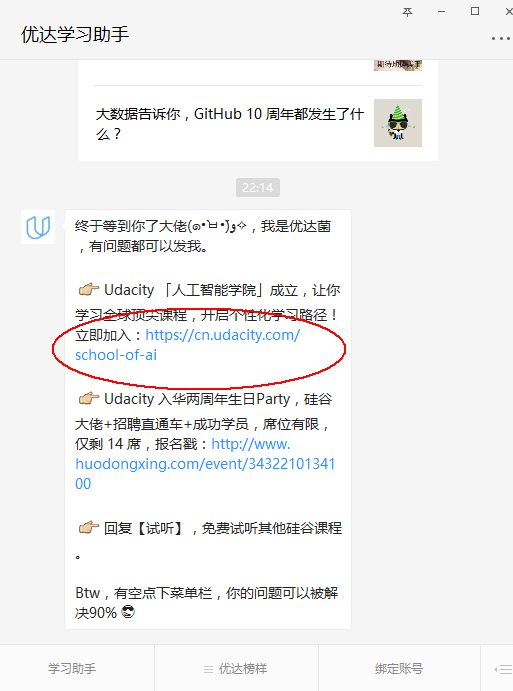 优达学习助手
大数据告诉你，GitHub 10 周年都发生了什
么？
22:14
终于等到你了大佬(๑•̀ㅂ•́)و✧，我是优达菌
，有问题都可以发我。
👉 Udacity 「人工智能学院」成立，让你
学习全球顶尖课程，开启个性化学习路径！
立即加入：https://cn.udacity.com/
school-of-ai
👉 Udacity 入华两周年生日Party，硅谷
大佬+招聘直通车+成功学员，席位有限，
仅剩 14 席，报名戳：http://www.
huodongxing.com/event/34322101341
00
👉 回复【试听】，免费试听其他硅谷课程
。
Btw，有空点下菜单栏，你的问题可以被解
决90% 😎
学习助手
优达榜样
绑定账号